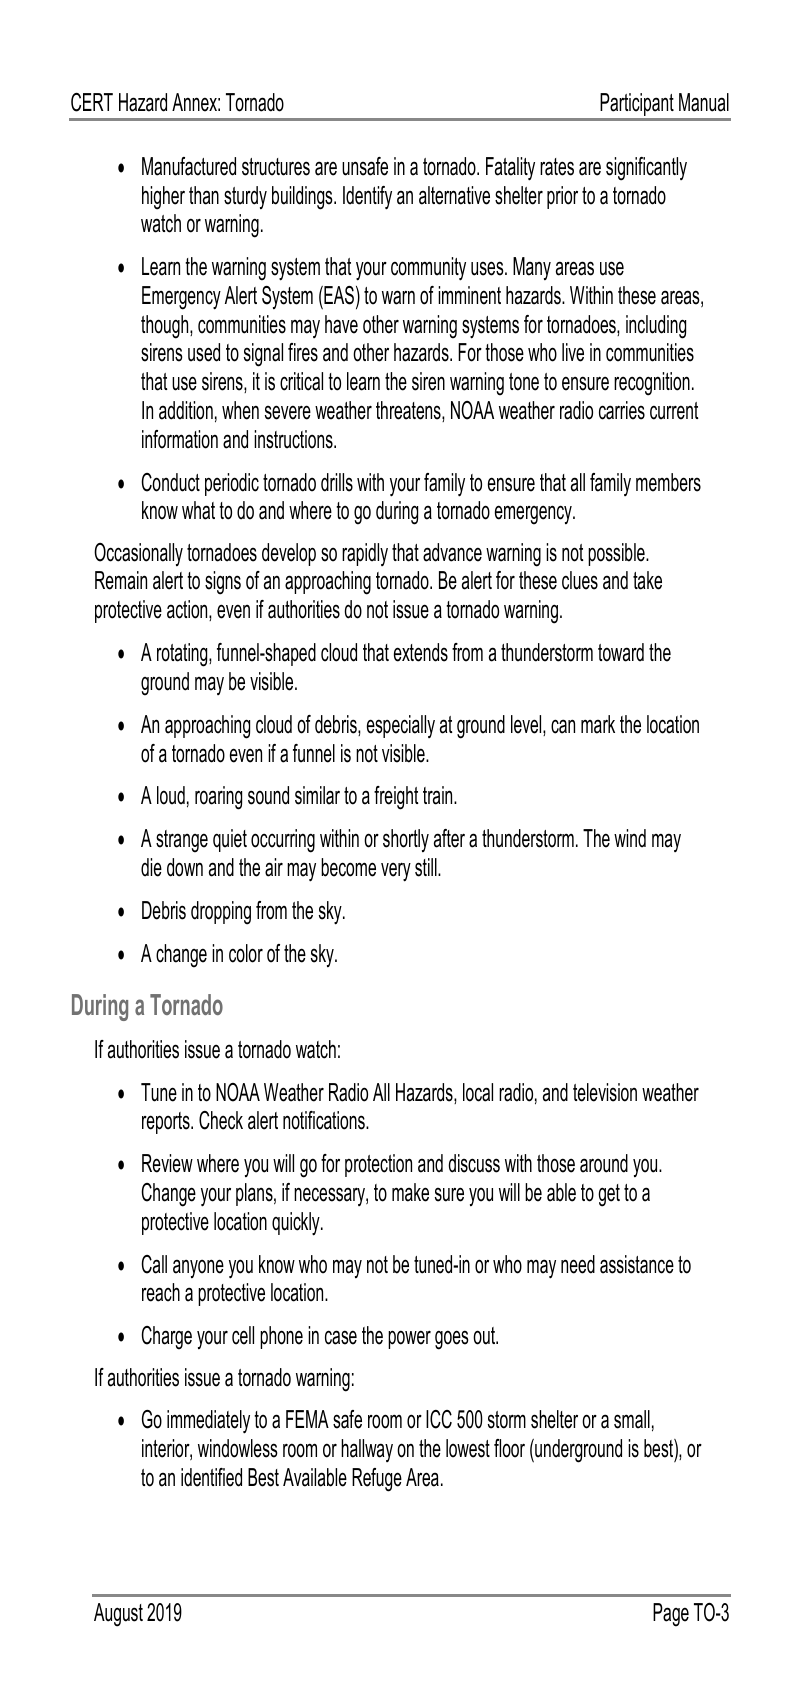 CERT Hazard Annex: Tornado Participant Manual
• Manufactured structures are unsafe in a tornado. Fatality rates are significantly
higher than sturdy buildings. Identify an alternative shelter prior to a tornado
watch or warning.
• Learn the warning system that your community uses. Many areas use
Emergency Alert System (EAS) to warn of imminent hazards. Within these areas,
though, communities may have other warning systems for tornadoes, including
sirens used to signal fires and other hazards. For those who live in communities
that use sirens, it is critical to learn the siren warning tone to ensure recognition.
In addition, when severe weather threatens, NOAA weather radio carries current
information and instructions.
• Conduct periodic tornado drills with your family to ensure that all family members
know what to do and where to go during a tornado emergency.
Occasionally tornadoes develop so rapidly that advance warning is not possible.
Remain alert to signs of an approaching tornado. Be alert for these clues and take
protective action, even if authorities do not issue a tornado warning.
• A rotating, funnel-shaped cloud that extends from a thunderstorm toward the
ground may be visible.
• An approaching cloud of debris, especially at ground level, can mark the location
of a tornado even if a funnel is not visible.
• A loud, roaring sound similar to a freight train.
• A strange quiet occurring within or shortly after a thunderstorm. The wind may
die down and the air may become very still.
• Debris dropping from the sky.
• A change in color of the sky.
During a Tornado
If authorities issue a tornado watch:
• Tune in to NOAA Weather Radio All Hazards, local radio, and television weather
reports. Check alert notifications.
• Review where you will go for protection and discuss with those around you.
Change your plans, if necessary, to make sure you will be able to get to a
protective location quickly.
• Call anyone you know who may not be tuned-in or who may need assistance to
reach a protective location.
• Charge your cell phone in case the power goes out.
If authorities issue a tornado warning:
• Go immediately to a FEMA safe room or ICC 500 storm shelter or a small,
interior, windowless room or hallway on the lowest floor (underground is best), or
to an identified Best Available Refuge Area.
August 2019 Page TO-3